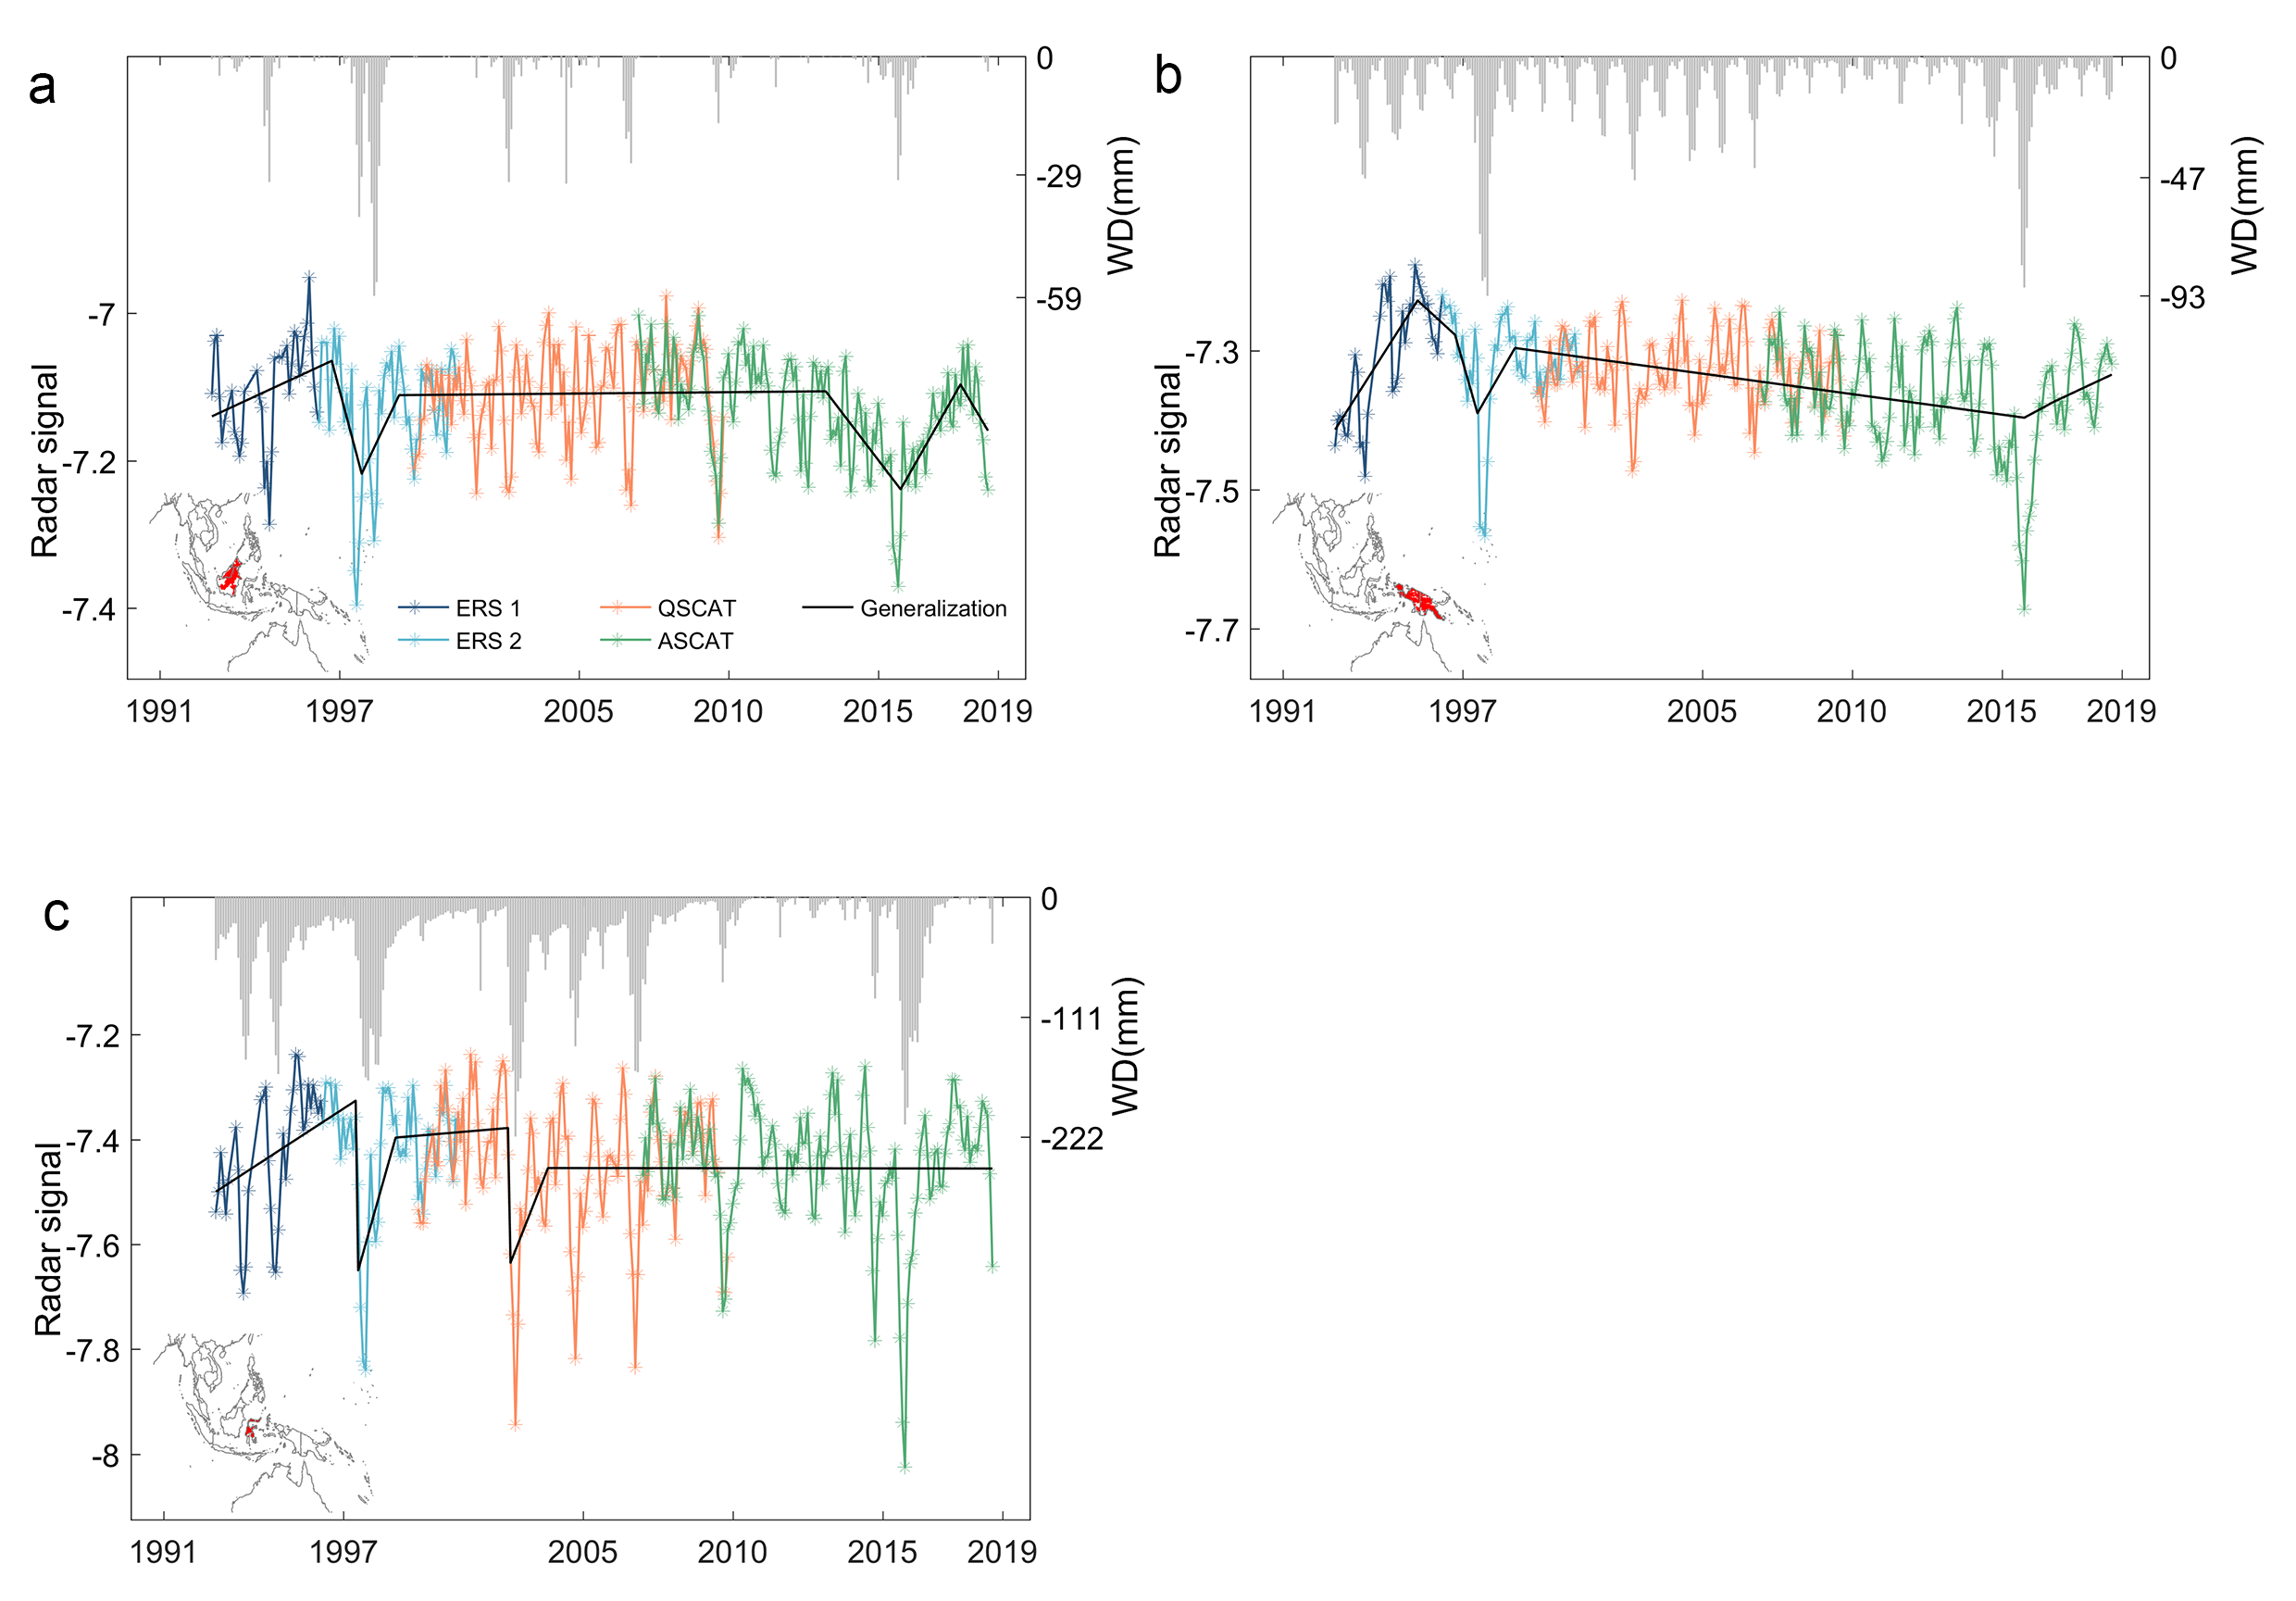 a
0
-29
-59
WD(mm)
-7
-7.2
-7.4
Radar signal
ERS 1
QSCAT
Generalization
ERS 2
ASCAT
1991
1997
2005
2010
2015
2019
b
0
-47
-93
WD(mm)
-7.3
-7.5
-7.7
Radar signal
1991
1997
2005
2010
2015
2019
c
0
-111
-222
WD(mm)
-7.2
-7.4
-7.6
-7.8
-8
Radar signal
1991
1997
2005
2010
2015
2019